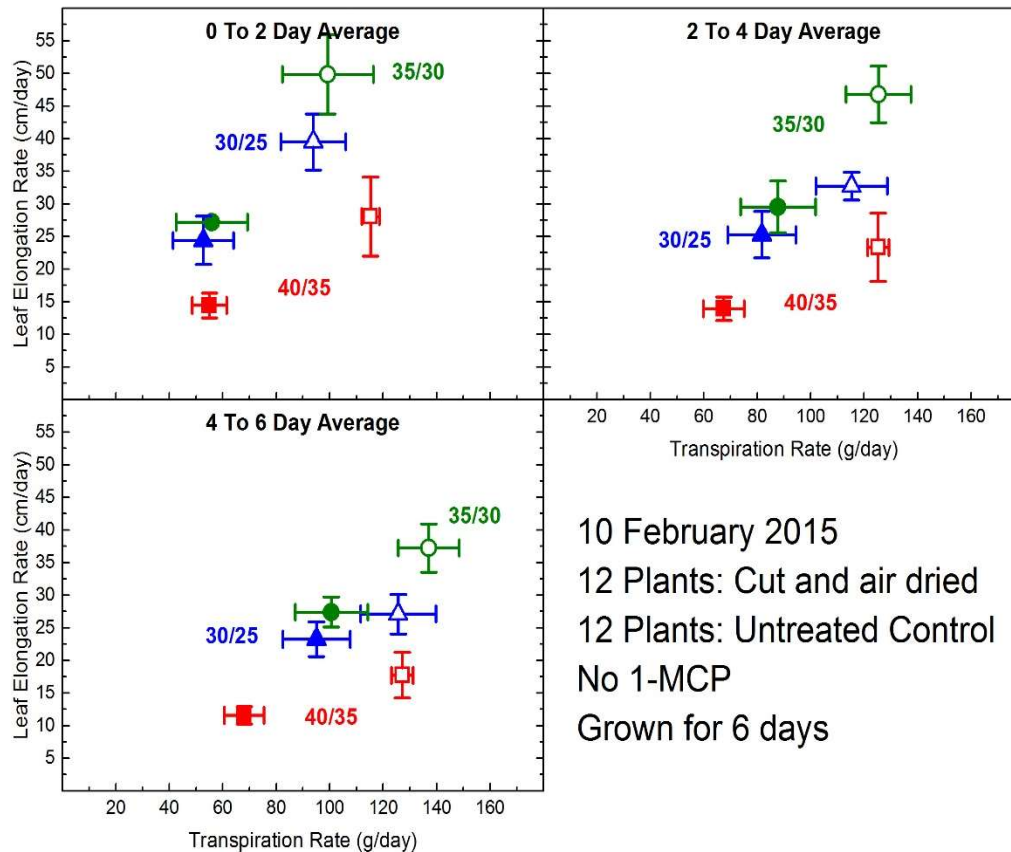 0 To 2 Day Average
2 To 4 Day Average
Leaf Elongation Rate (cm/day)
55
50
45
40
35
30
25
20
15
10
5
35/30
30/25
40/35
35/30
30/25
40/35
20 40 60 80 100 120 140 160
Transpiration Rate (g/day)
4 To 6 Day Average
Leaf Elongation Rate (cm/day)
55
50
45
40
35
30
25
20
15
10
5
35/30
30/25
40/35
20 40 60 80 100 120 140 160
Transpiration Rate (g/day)
10 February 2015
12 Plants: Cut and air dried
12 Plants: Untreated Control
No 1-MCP
Grown for 6 days